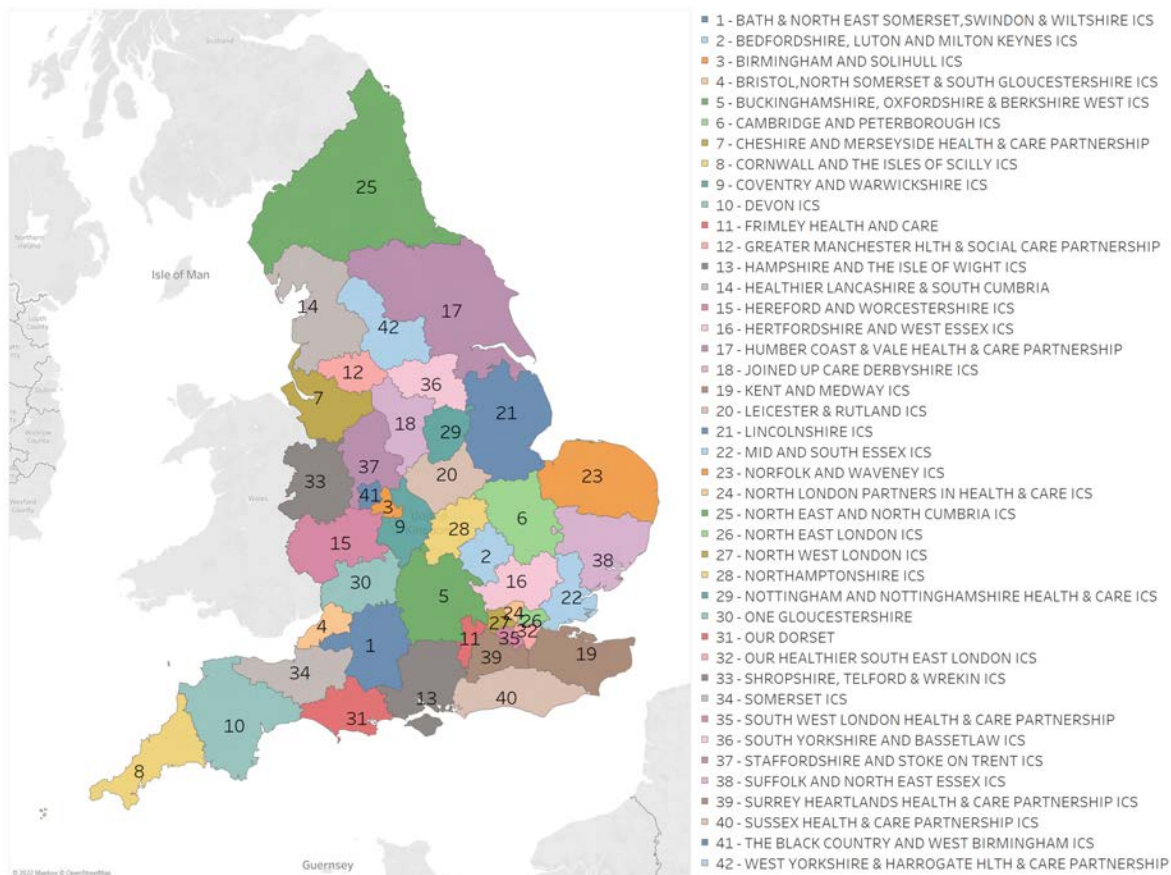 Scotland
Northern Ireland
Isle of Man
Wales
United Kingdom
Guernsey
25
14
42
17
12
36
7
18
29
21
37
33
41
3
20
23
9
28
6
15
2
38
30
5
16
22
24
27
26
4
1
11
35
32
39
19
34
13
40
31
10
8
© 2022 Mapbox © OpenStreetMap
1 - BATH & NORTH EAST SOMERSET,SWINDON & WILTSHIRE ICS
2 - BEDFORDSHIRE, LUTON AND MILTON KEYNES ICS
3 - BIRMINGHAM AND SOLIHULL ICS
4 - BRISTOL,NORTH SOMERSET & SOUTH GLOUCESTERSHIRE ICS
5 - BUCKINGHAMSHIRE, OXFORDSHIRE & BERKSHIRE WEST ICS
6 - CAMBRIDGE AND PETERBOROUGH ICS
7 - CHESHIRE AND MERSEYSIDE HEALTH & CARE PARTNERSHIP
8 - CORNWALL AND THE ISLES OF SCILLY ICS
9 - COVENTRY AND WARWICKSHIRE ICS
10 - DEVON ICS
11 - FRIMLEY HEALTH AND CARE
12 - GREATER MANCHESTER HLTH & SOCIAL CARE PARTNERSHIP
13 - HAMPSHIRE AND THE ISLE OF WIGHT ICS
14 - HEALTHIER LANCASHIRE & SOUTH CUMBRIA
15 - HEREFORD AND WORCESTERSHIRE ICS
16 - HERTFORDSHIRE AND WEST ESSEX ICS
17 - HUMBER COAST & VALE HEALTH & CARE PARTNERSHIP
18 - JOINED UP CARE DERBYSHIRE ICS
19 - KENT AND MEDWAY ICS
20 - LEICESTER & RUTLAND ICS
21 - LINCOLNSHIRE ICS
22 - MID AND SOUTH ESSEX ICS
23 - NORFOLK AND WAVENEY ICS
24 - NORTH LONDON PARTNERS IN HEALTH & CARE ICS
25 - NORTH EAST AND NORTH CUMBRIA ICS
26 - NORTH EAST LONDON ICS
27 - NORTH WEST LONDON ICS
28 - NORTHAMPTONSHIRE ICS
29 - NOTTINGHAM AND NOTTINGHAMSHIRE HEALTH & CARE ICS
30 - ONE GLOUCESTERSHIRE
31 - OUR DORSET
32 - OUR HEALTHIER SOUTH EAST LONDON ICS
33 - SHROPSHIRE, TELFORD & WREKIN ICS
34 - SOMERSET ICS
35 - SOUTH WEST LONDON HEALTH & CARE PARTNERSHIP
36 - SOUTH YORKSHIRE AND BASSETLAW ICS
37 - STAFFORDSHIRE AND STOKE ON TRENT ICS
38 - SUFFOLK AND NORTH EAST ESSEX ICS
39 - SURREY HEARTLANDS HEALTH & CARE PARTNERSHIP ICS
40 - SUSSEX HEALTH & CARE PARTNERSHIP ICS
41 - THE BLACK COUNTRY AND WEST BIRMINGHAM ICS
42 - WEST YORKSHIRE & HARROGATE HLTH & CARE PARTNERSHIP